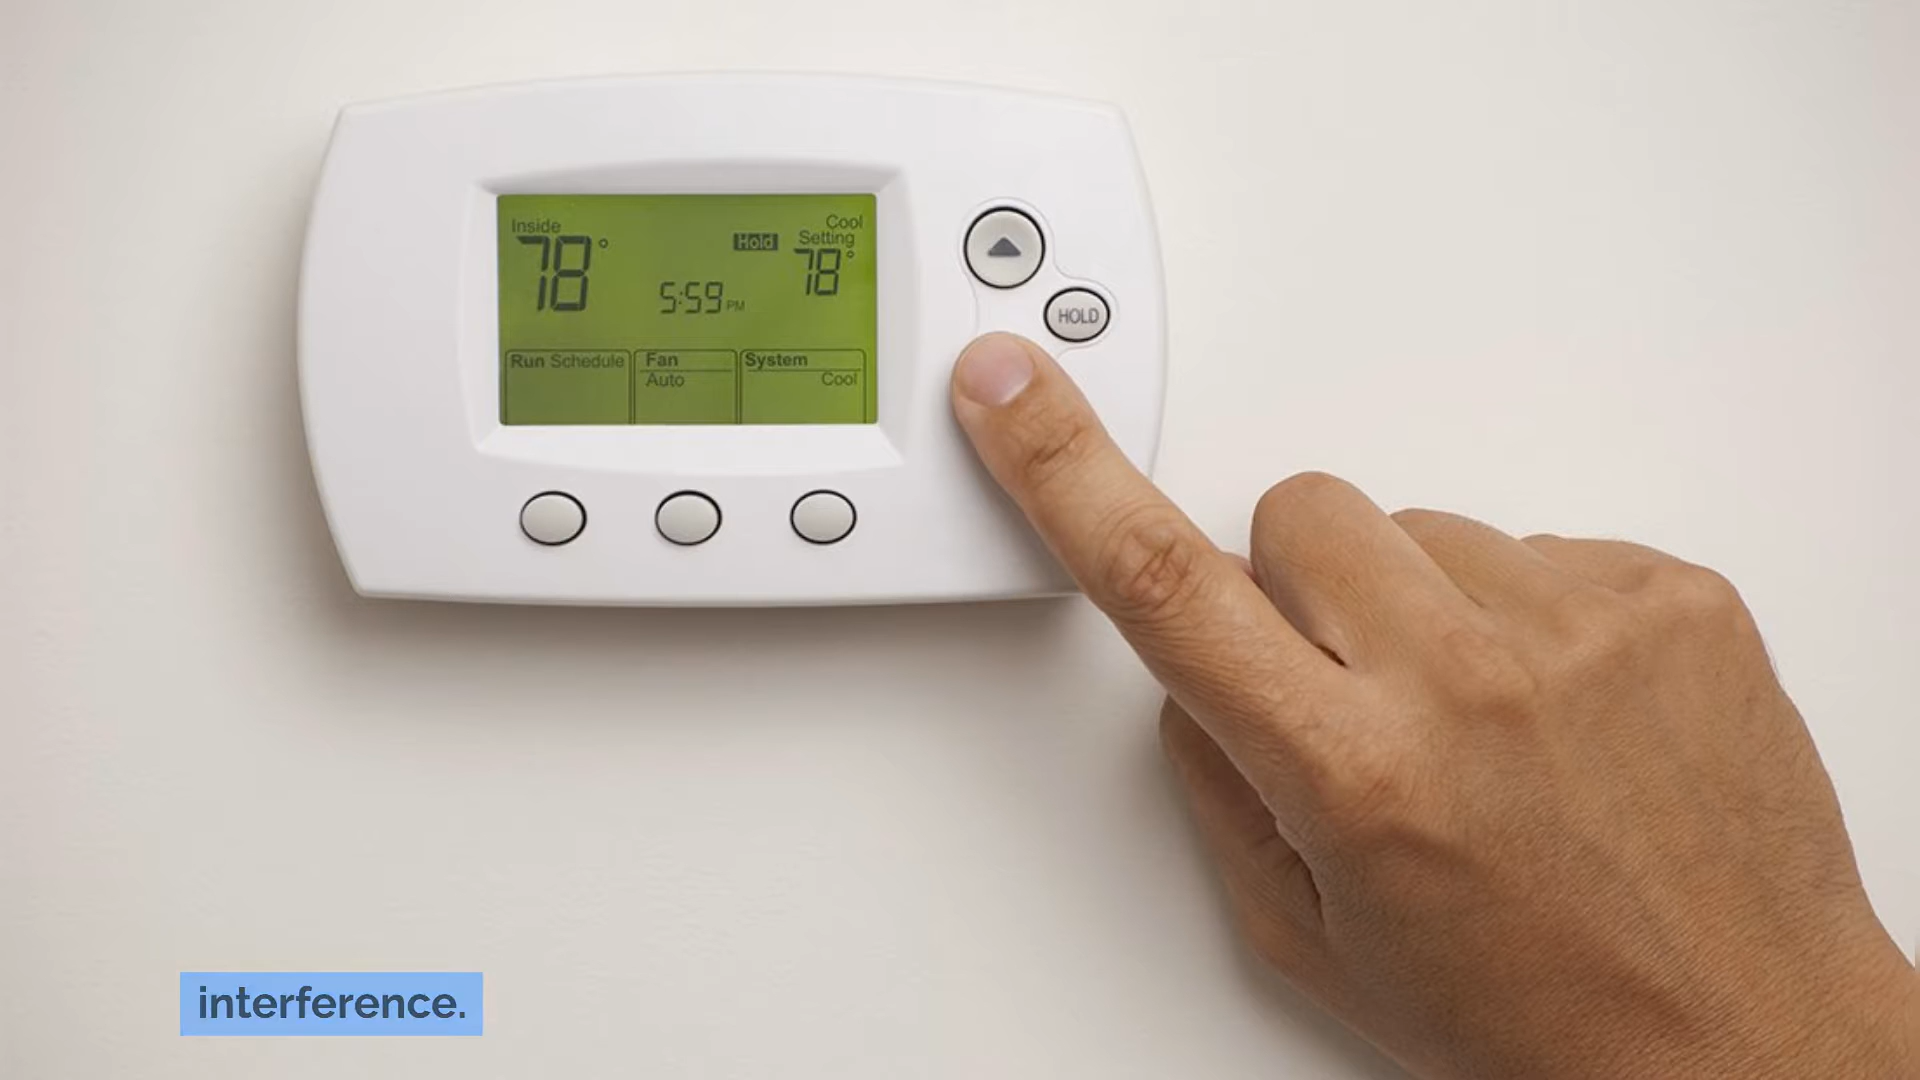 Inside
Cool
Hold Setting
78°
78°
5:59 PM
HOLD
Run Schedule
Fan
System
Auto
Cool
interference.